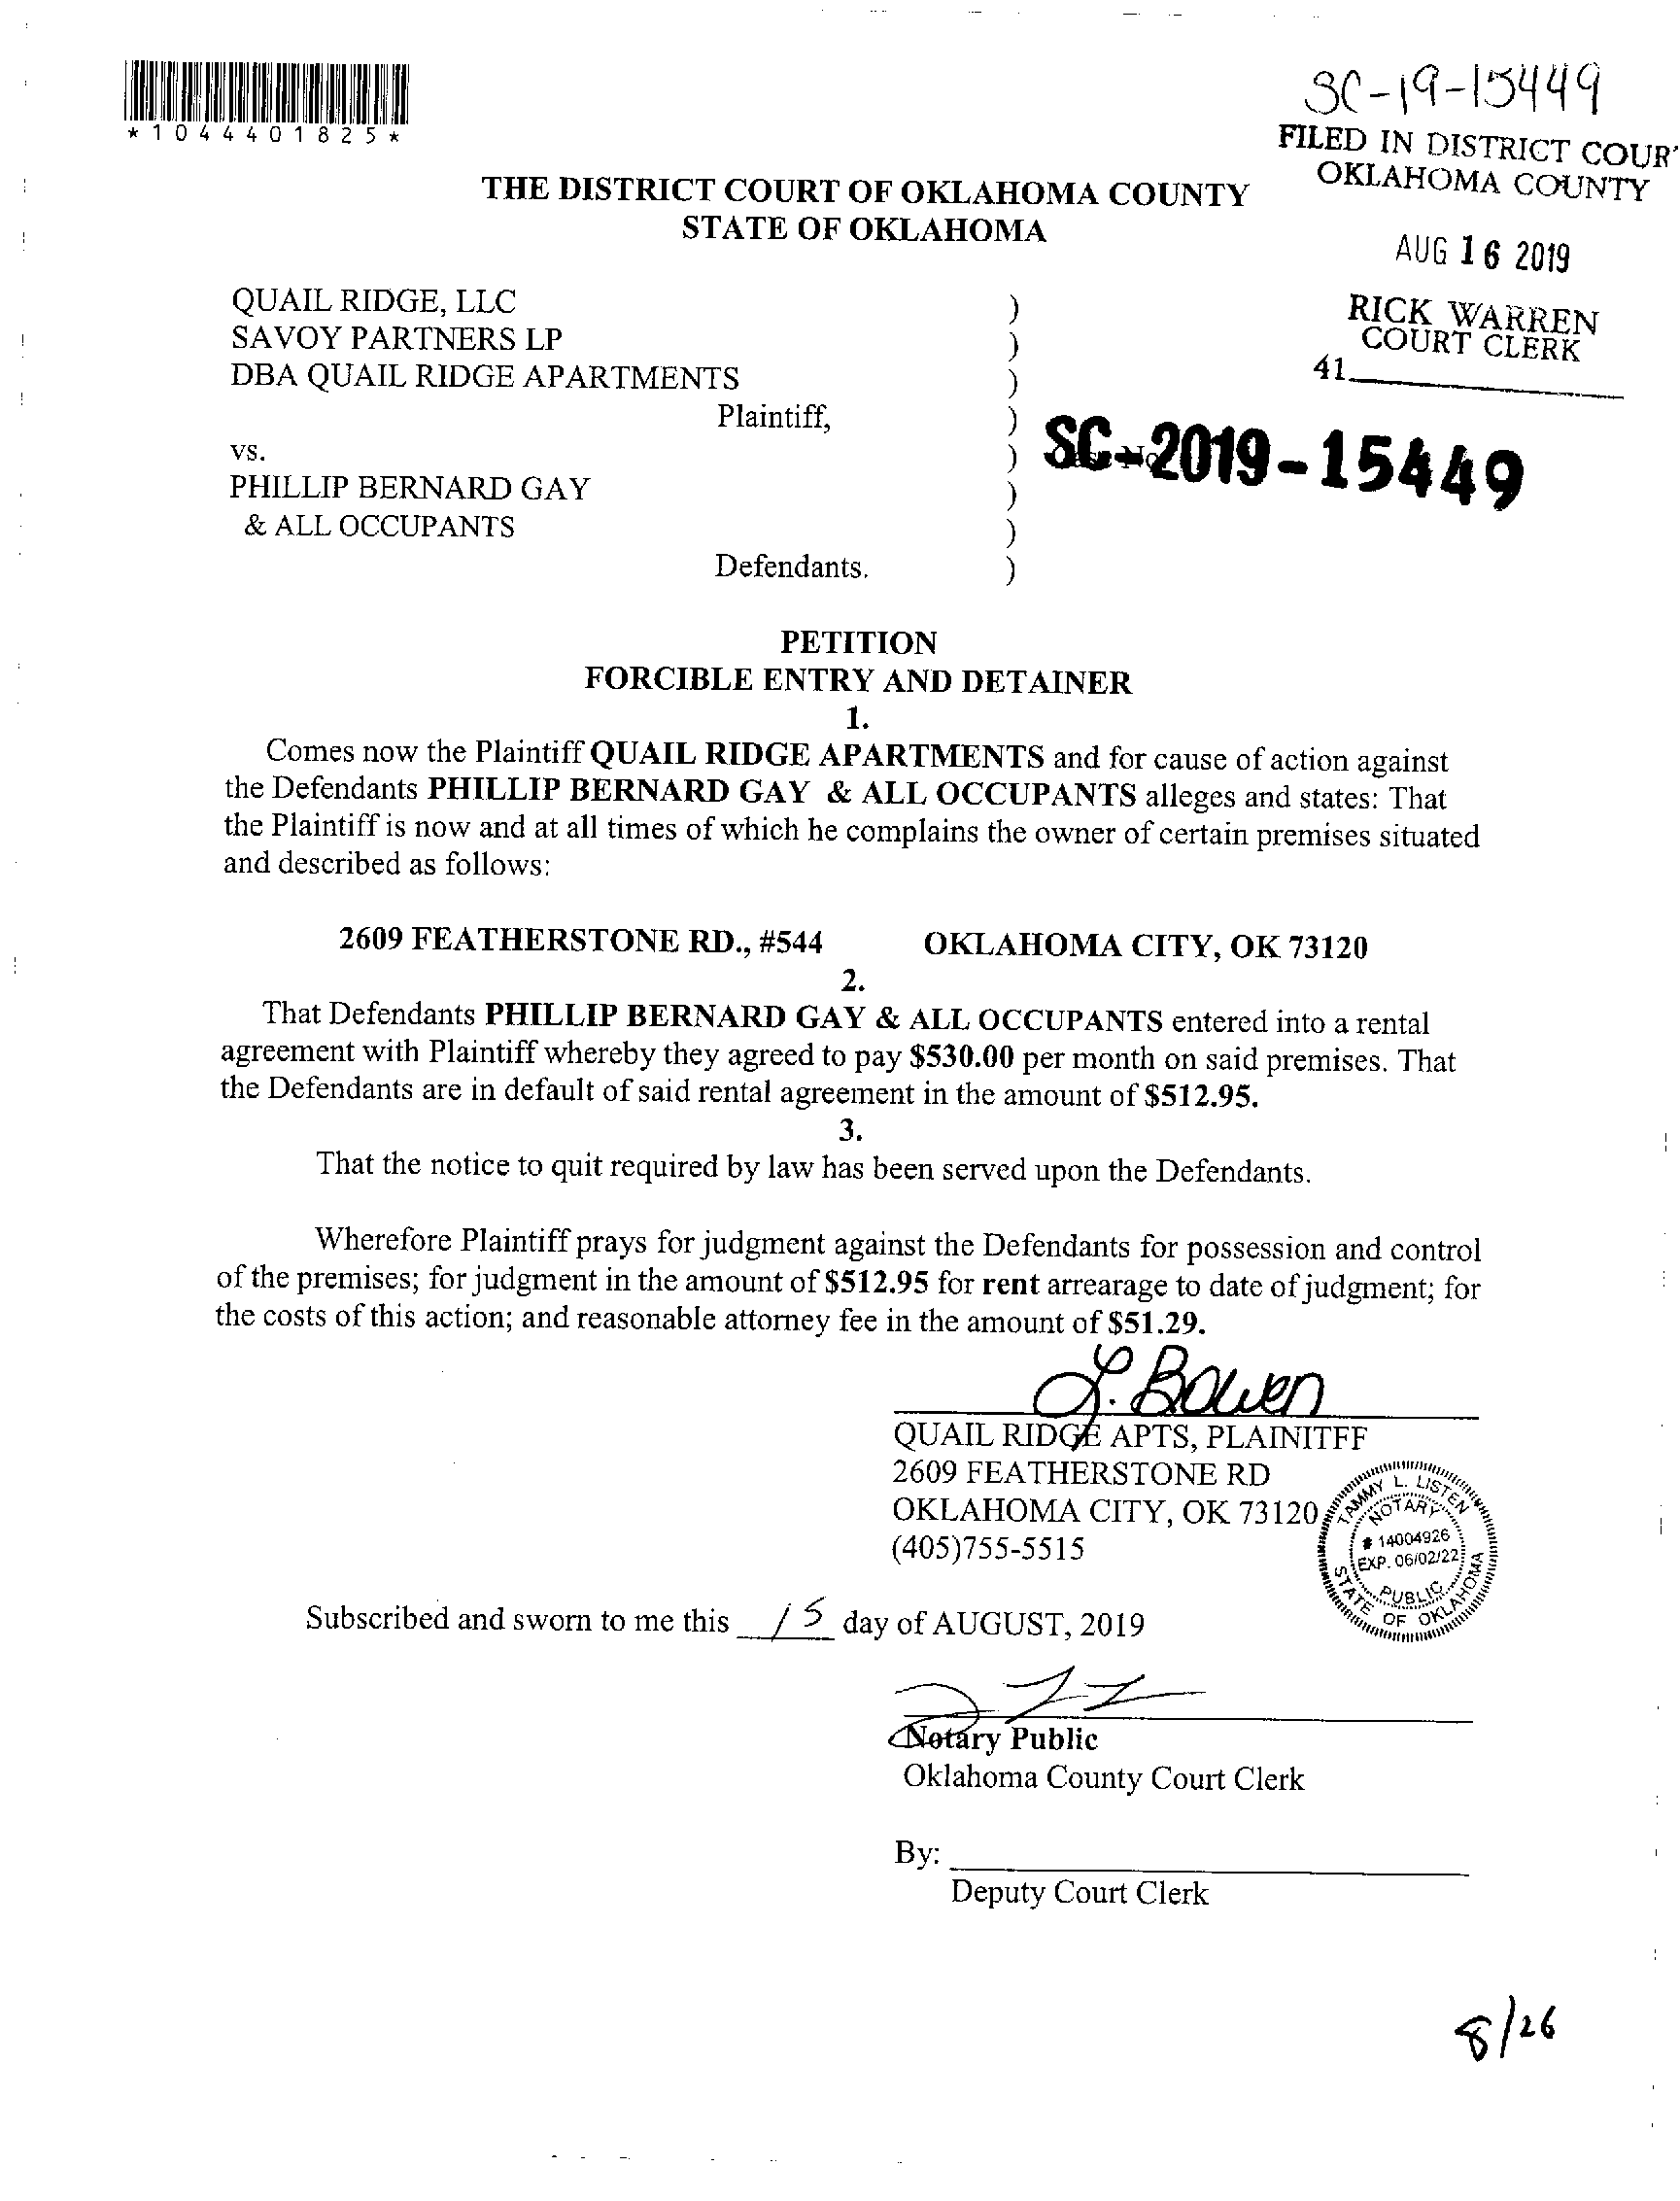 *1044401825*
SC-19-15449
FILED IN DISTRICT COUR
OKLAHOMA COUNTY
AUG 16 2019
RICK WARREN
COURT CLERK
41
THE DISTRICT COURT OF OKLAHOMA COUNTY
STATE OF OKLAHOMA
QUAIL RIDGE, LLC )
SAVOY PARTNERS LP )
DBA QUAIL RIDGE APARTMENTS )
Plaintiff, )
vs. ) SC-2019-15449
PHILLIP BERNARD GAY )
& ALL OCCUPANTS )
Defendants. )
PETITION
FORCIBLE ENTRY AND DETAINER
1.
Comes now the Plaintiff QUAIL RIDGE APARTMENTS and for cause of action against
the Defendants PHILLIP BERNARD GAY & ALL OCCUPANTS alleges and states: That
the Plaintiff is now and at all times of which he complains the owner of certain premises situated
and described as follows:
2609 FEATHERSTONE RD., #544 OKLAHOMA CITY, OK 73120
2.
That Defendants PHILLIP BERNARD GAY & ALL OCCUPANTS entered into a rental
agreement with Plaintiff whereby they agreed to pay $530.00 per month on said premises. That
the Defendants are in default of said rental agreement in the amount of $512.95.
3.
That the notice to quit required by law has been served upon the Defendants.
Wherefore Plaintiff prays for judgment against the Defendants for possession and control
of the premises; for judgment in the amount of $512.95 for rent arrearage to date of judgment; for
the costs of this action; and reasonable attorney fee in the amount of $51.29.
L. Bowen
QUAIL RIDGE APTS, PLAINITFF
2609 FEATHERSTONE RD
OKLAHOMA CITY, OK 73120
(405)755-5515
TAMMY L. LISTEN
NOTARY
# 14004926
EXP. 06/02/22
PUBLIC
STATE OF OKLAHOMA
Subscribed and sworn to me this 15 day of AUGUST, 2019
Notary Public
Oklahoma County Court Clerk
By:
Deputy Court Clerk
8/26